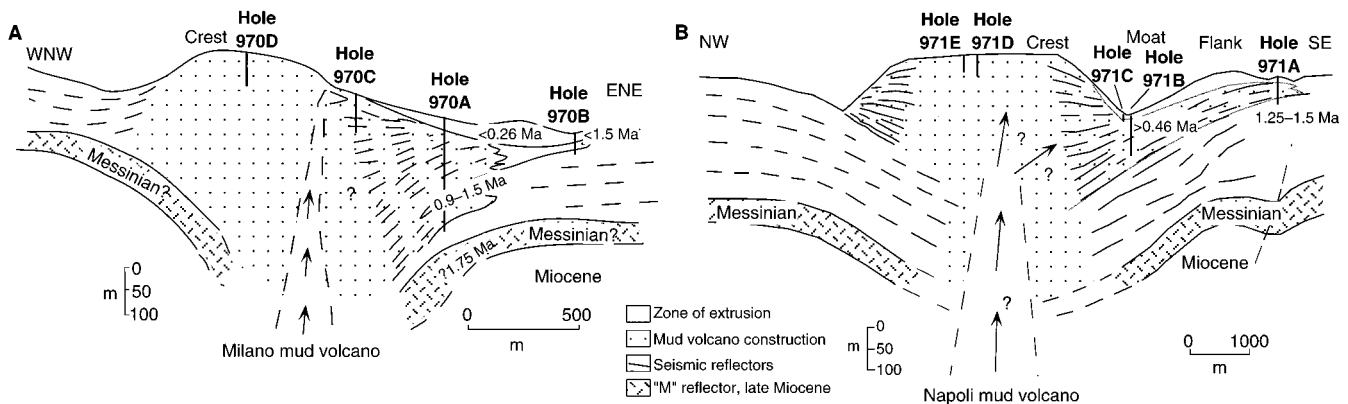 A
WNW
Crest
Hole
970D
Hole
970C
Hole
970A
Hole
970B
ENE
<0.26 Ma
<1.5 Ma
Messinian?
?
0.9–1.5 Ma
?1.75 Ma
Messinian?
Miocene
0
m 50
100
0 500
m
Milano mud volcano
B
NW
Hole Hole
971E 971D
Crest
Moat
Hole
971C
Hole
971B
Flank
Hole
971A
SE
>0.46 Ma
1.25–1.5 Ma
?
?
Messinian
Messinian
Miocene
?
0
m 50
100
0 1000
m
Napoli mud volcano
Zone of extrusion
Mud volcano construction
Seismic reflectors
"M" reflector, late Miocene